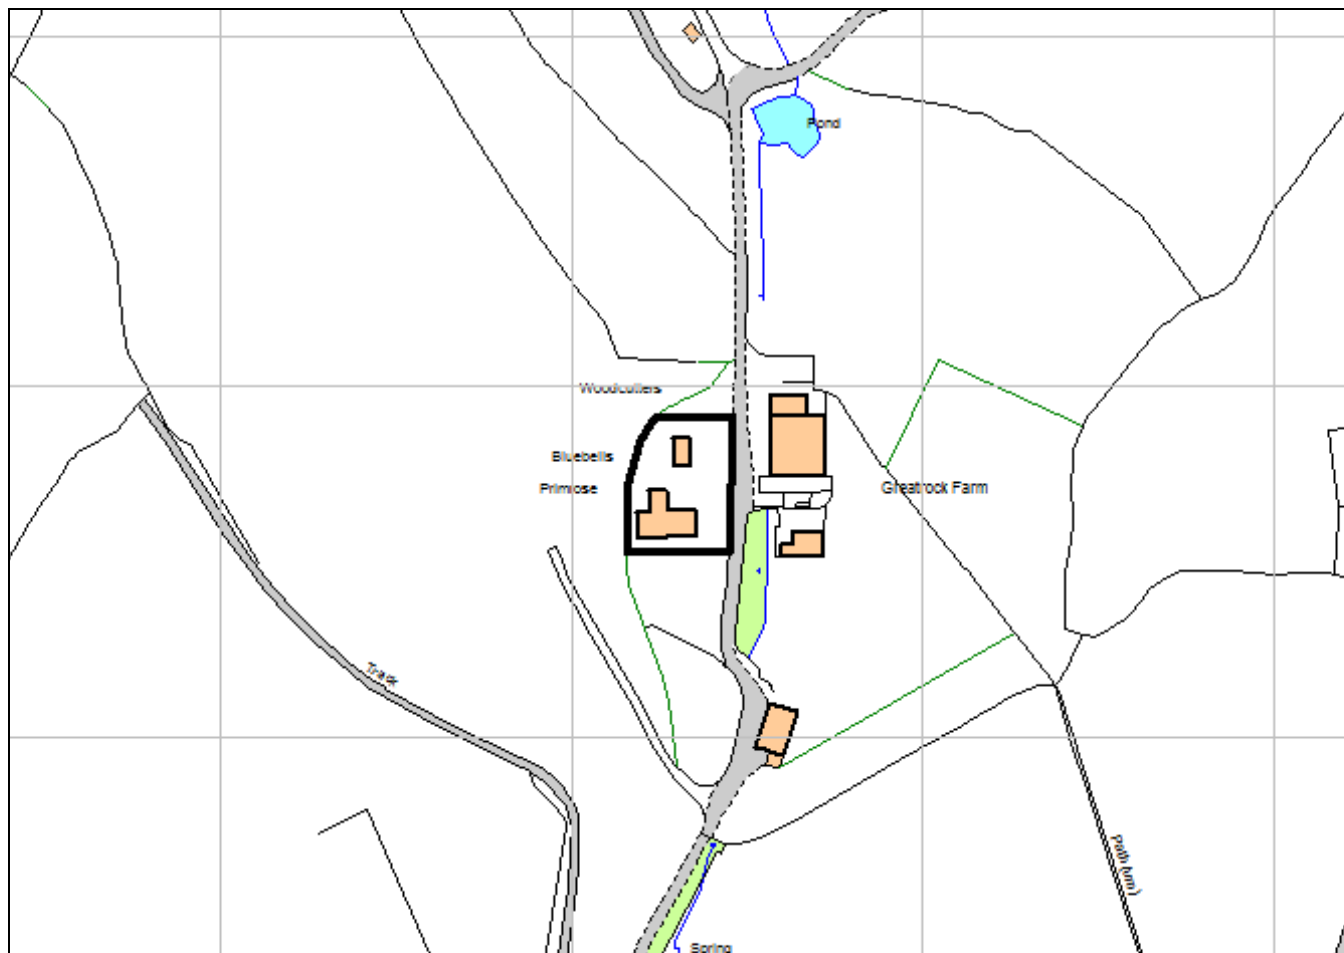 Pond
Woodcutters
Bluebells
Primrose
Greatrock Farm
Track
Path (um)
Spring